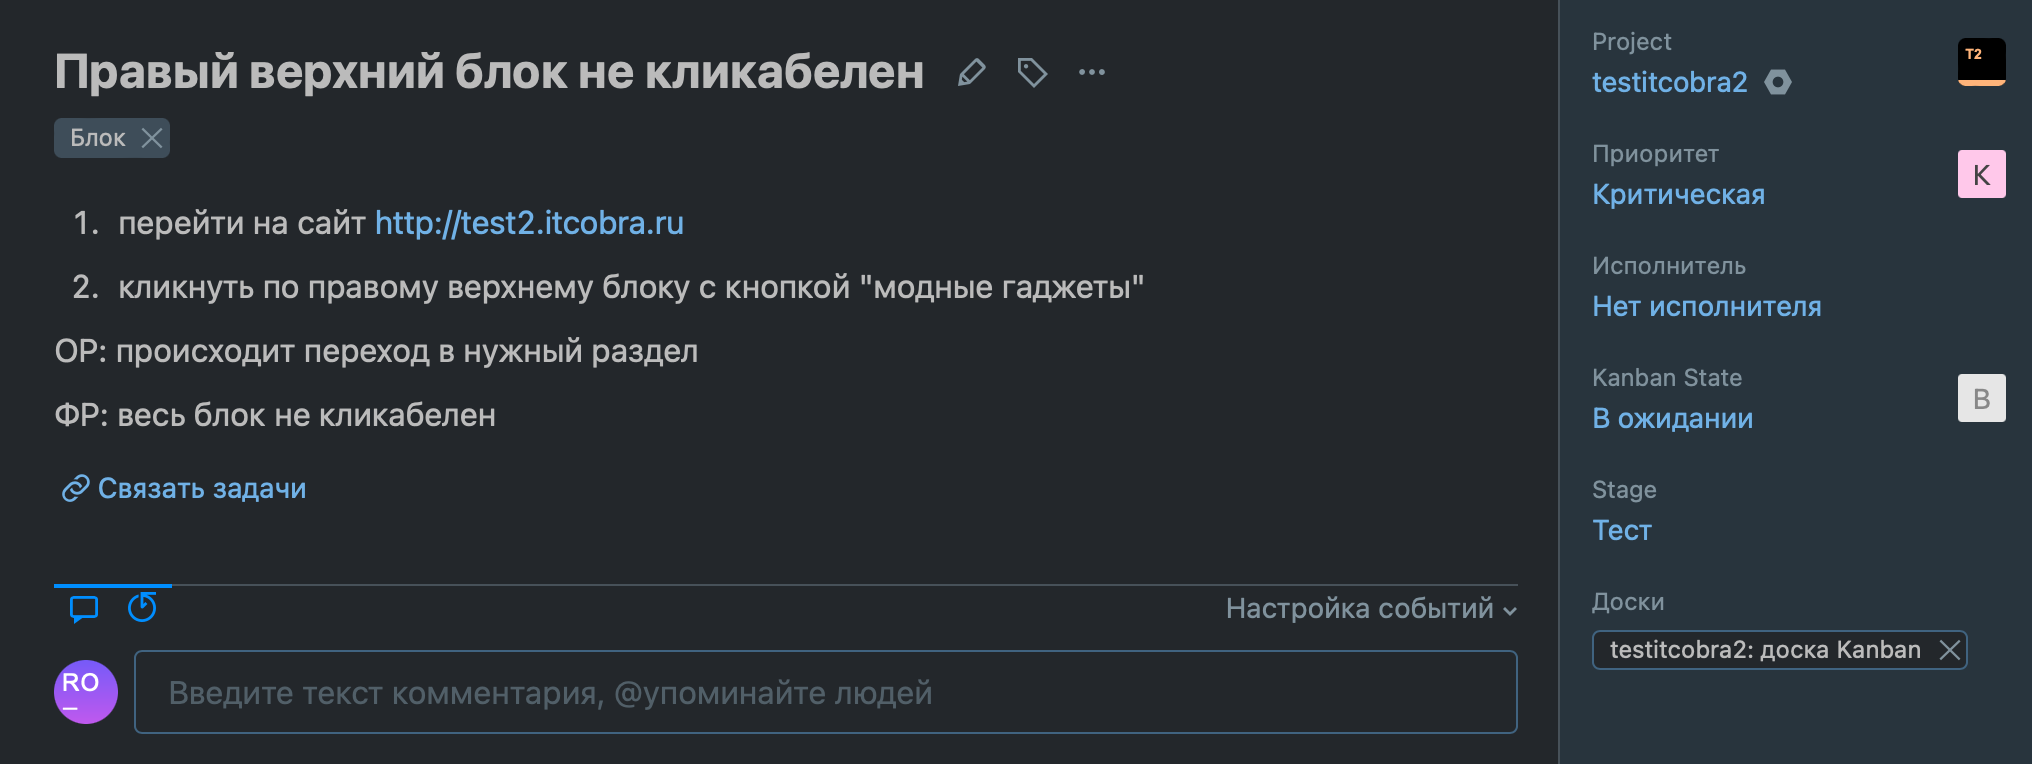 Правый верхний блок не кликабелен
Блок
1. перейти на сайт http://test2.itcobra.ru
2. кликнуть по правому верхнему блоку с кнопкой "модные гаджеты"
ОР: происходит переход в нужный раздел
ФР: весь блок не кликабелен
Связать задачи
Настройка событий
RO
Введите текст комментария, @упоминайте людей
Project
testitcobra2
T2
Приоритет
Критическая
К
Исполнитель
Нет исполнителя
Kanban State
В ожидании
В
Stage
Тест
Доски
testitcobra2: доска Kanban